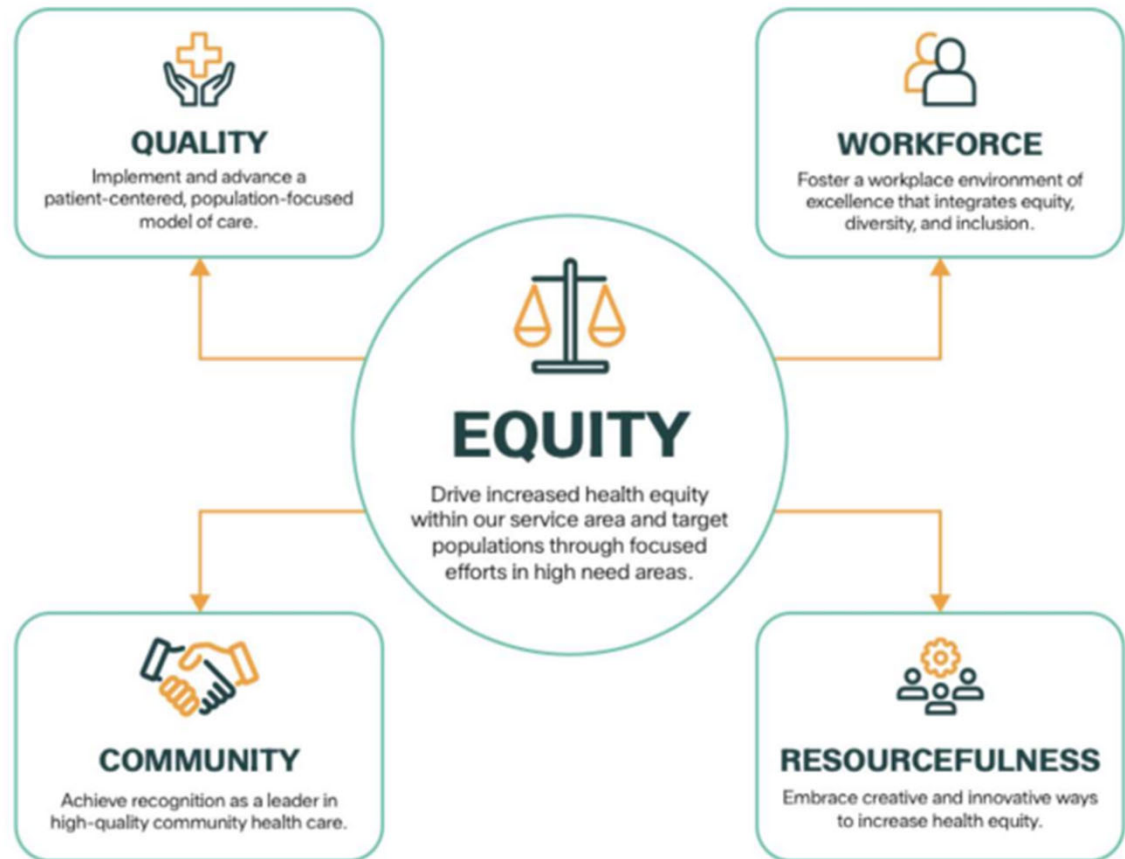 QUALITY
Implement and advance a
patient-centered, population-focused
model of care.
WORKFORCE
Foster a workplace environment of
excellence that integrates equity,
diversity, and inclusion.
EQUITY
Drive increased health equity
within our service area and target
populations through focused
efforts in high need areas.
COMMUNITY
Achieve recognition as a leader in
high-quality community health care.
RESOURCEFULNESS
Embrace creative and innovative ways
to increase health equity.